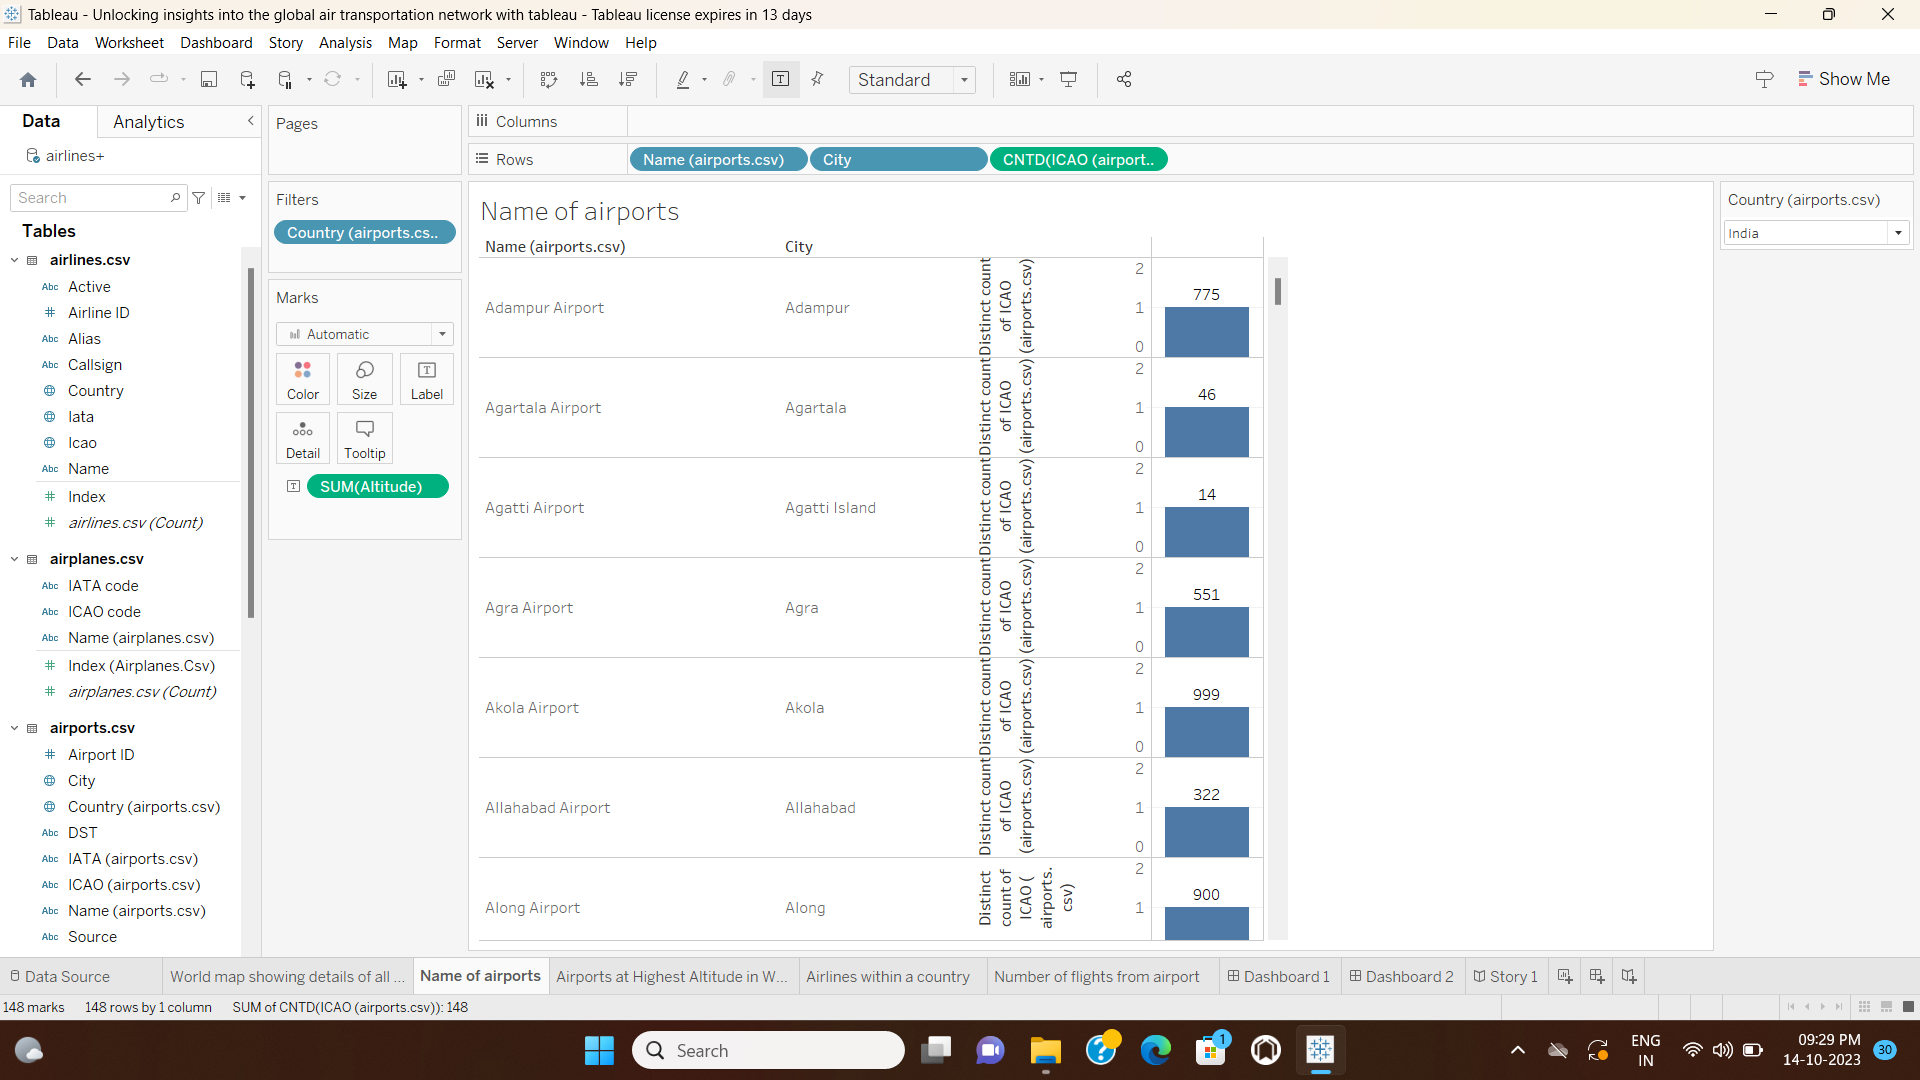 Tableau - Unlocking insights into the global air transportation network with tableau - Tableau license expires in 13 days
File Data Worksheet Dashboard Story Analysis Map Format Server Window Help
Standard
Show Me
Data
Analytics
airlines+
Search
Tables
airlines.csv
Abc Active
# Airline ID
Abc Alias
Abc Callsign
Country
Iata
Icao
Abc Name
# Index
# airlines.csv (Count)
airplanes.csv
Abc IATA code
Abc ICAO code
Abc Name (airplanes.csv)
# Index (Airplanes.Csv)
# airplanes.csv (Count)
airports.csv
# Airport ID
City
Country (airports.csv)
Abc DST
Abc IATA (airports.csv)
Abc ICAO (airports.csv)
Abc Name (airports.csv)
Abc Source
Pages
Filters
Country (airports.cs..
Marks
Automatic
Color Size Label
Detail Tooltip
SUM(Altitude)
Columns
Rows Name (airports.csv) City CNTD(ICAO (airport..
Name of airports
Name (airports.csv) City
Adampur Airport Adampur
Distinct count
of ICAO
(airports.csv)
2
1
0
775
Agartala Airport Agartala
Distinct count
of ICAO
(airports.csv)
2
1
0
46
Agatti Airport Agatti Island
Distinct count
of ICAO
(airports.csv)
2
1
0
14
Agra Airport Agra
Distinct count
of ICAO
(airports.csv)
2
1
0
551
Akola Airport Akola
Distinct count
of ICAO
(airports.csv)
2
1
0
999
Allahabad Airport Allahabad
Distinct count
of ICAO
(airports.csv)
2
1
0
322
Along Airport Along
Distinct
count of
ICAO (
airports.
csv)
2
1
900
Country (airports.csv)
India
Data Source World map showing details of all ... Name of airports Airports at Highest Altitude in W... Airlines within a country Number of flights from airport Dashboard 1 Dashboard 2 Story 1
148 marks 148 rows by 1 column SUM of CNTD(ICAO (airports.csv)): 148
Search
1
ENG
IN
09:29 PM
14-10-2023
30